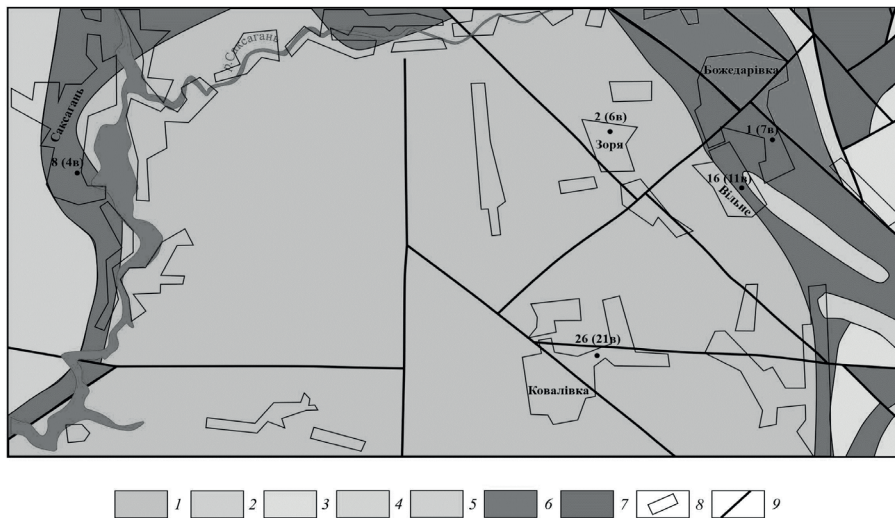 р. Саксагань
Божедарівка
Саксагань
2 (6в)
Зоря
1 (7в)
8 (4в)
16 (11в)
Вільне
26 (21в)
Ковалівка
1 2 3 4 5 6 7 8 9